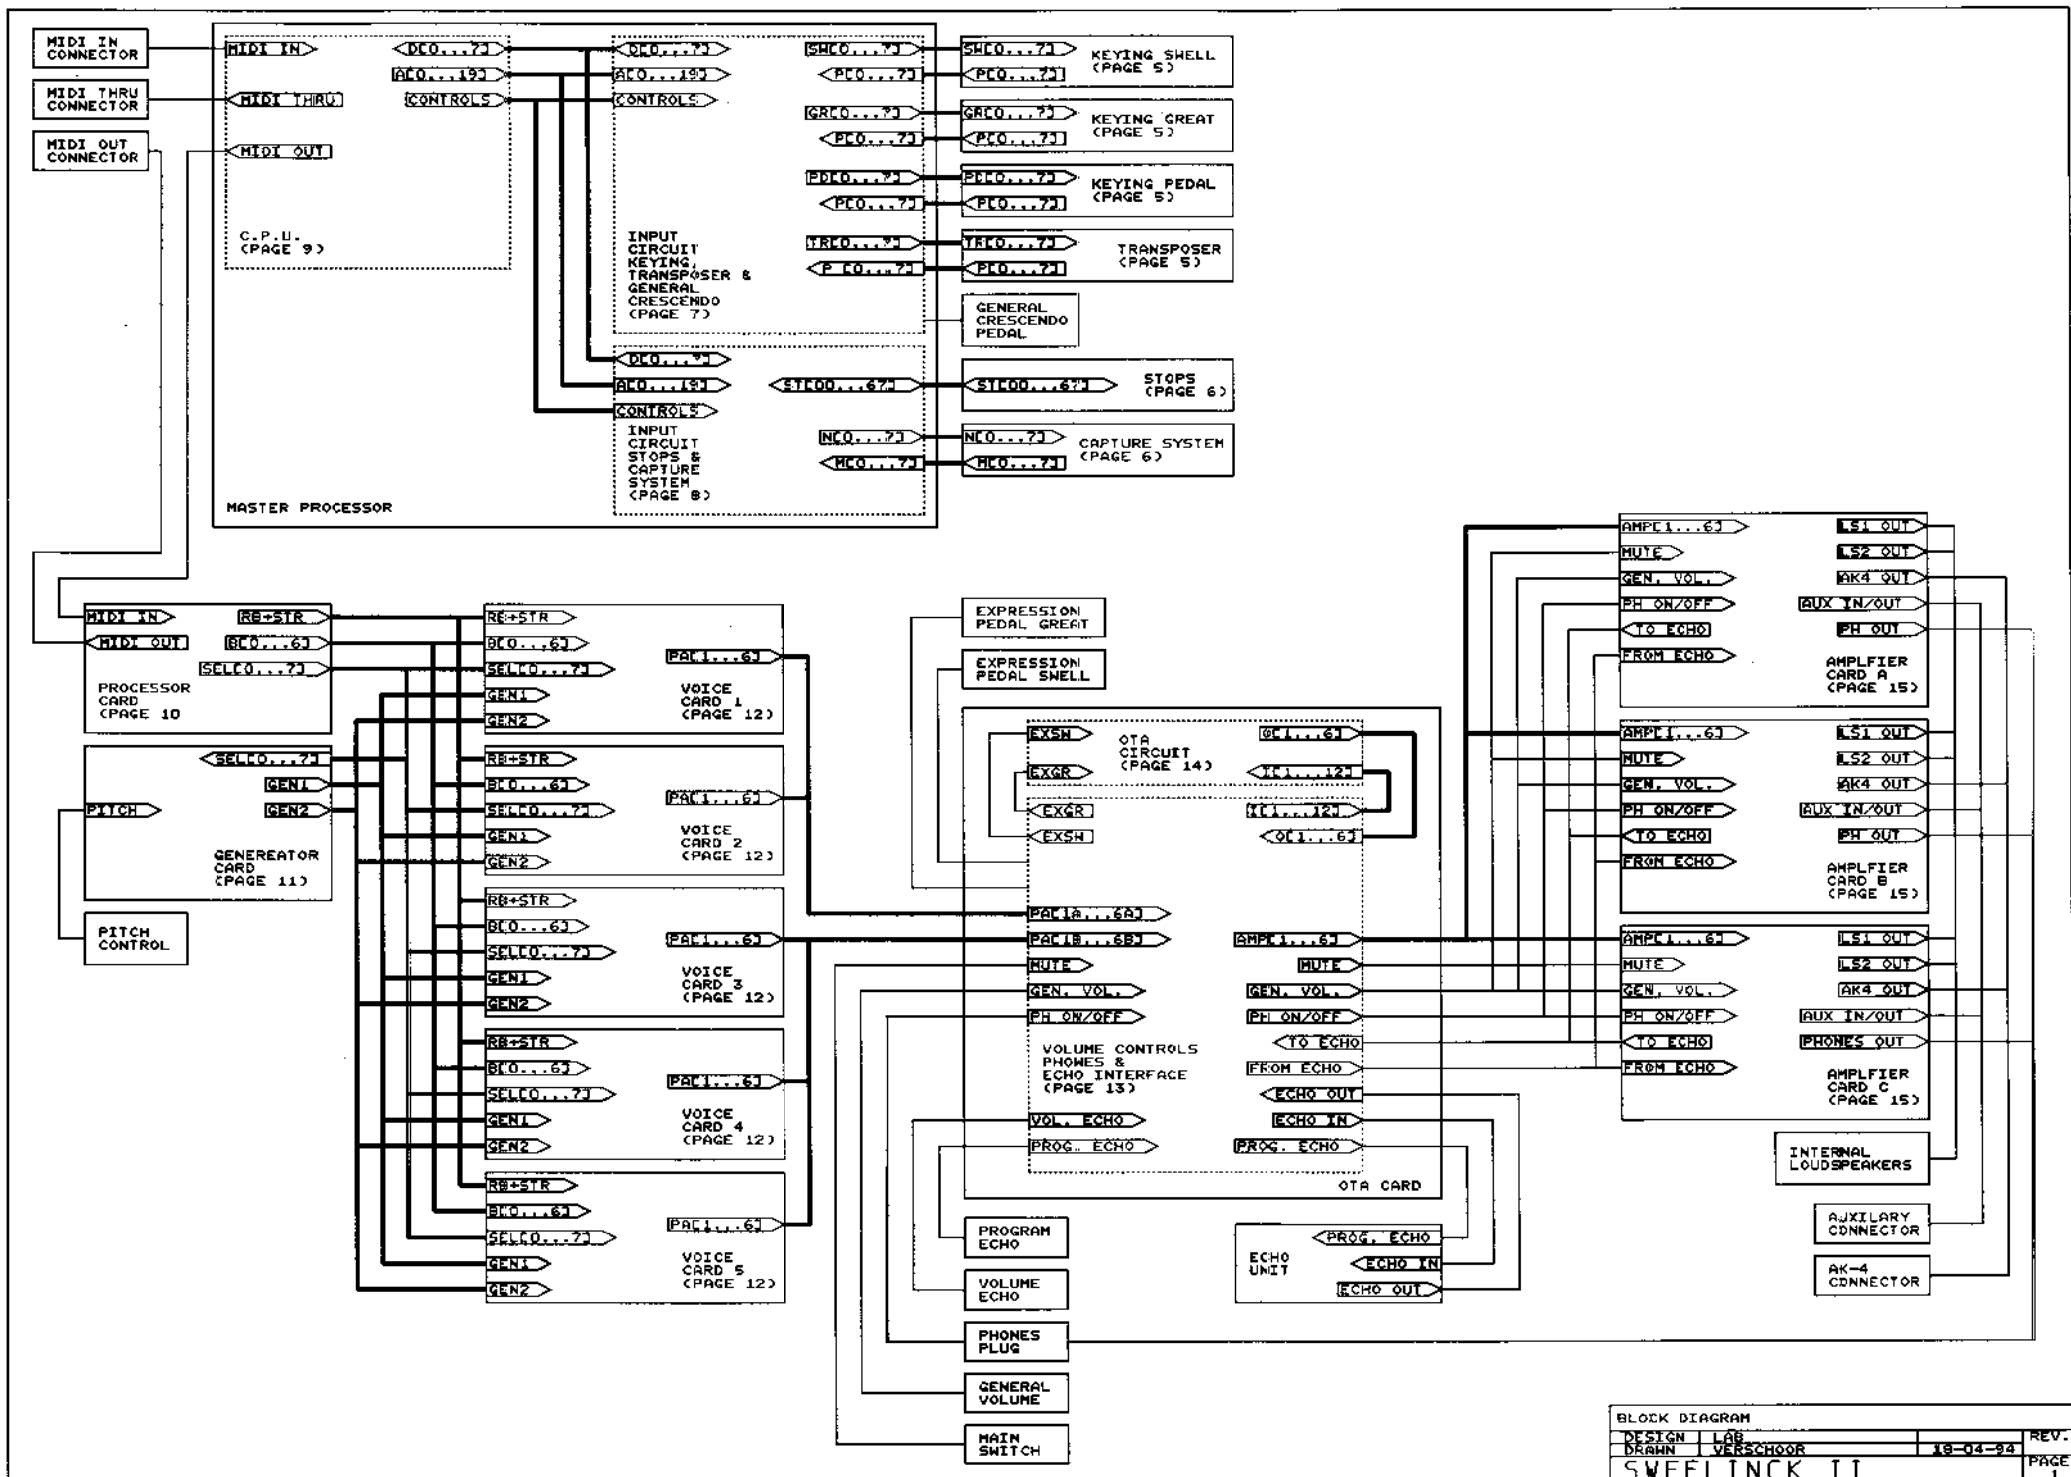 MIDI IN
CONNECTOR
MIDI THRU
CONNECTOR
MIDI OUT
CONNECTOR
MIDI IN
MIDI THRU
MIDI OUT
D[0...7]
A[0...19]
CONTROLS
C.P.U.
(PAGE 9)
D[0...7]
A[0...19]
CONTROLS
SW[0...7]
P[0...7]
GR[0...7]
P[0...7]
PD[0...7]
P[0...7]
TR[0...7]
P [0...7]
INPUT
CIRCUIT
KEYING,
TRANSPOSER &
GENERAL
CRESCENDO
(PAGE 7)
D[0...7]
A[0...19]
CONTROLS
ST[00...67]
N[0...7]
M[0...7]
INPUT
CIRCUIT
STOPS &
CAPTURE
SYSTEM
(PAGE 8)
MASTER PROCESSOR
SW[0...7]
P[0...7]
KEYING SWELL
(PAGE 5)
GR[0...7]
P[0...7]
KEYING GREAT
(PAGE 5)
PD[0...7]
P[0...7]
KEYING PEDAL
(PAGE 5)
TR[0...7]
P[0...7]
TRANSPOSER
(PAGE 5)
GENERAL
CRESCENDO
PEDAL
ST[00...67]
STOPS
(PAGE 6)
N[0...7]
M[0...7]
CAPTURE SYSTEM
(PAGE 6)
MIDI IN
MIDI OUT
RB+STR
B[0...6]
SEL[0...7]
PROCESSOR
CARD
(PAGE 10
SEL[0...7]
GEN1
GEN2
PITCH
GENEREATOR
CARD
(PAGE 11)
PITCH
CONTROL
RB+STR
B[0...6]
SEL[0...7]
GEN1
GEN2
PA[1...6]
VOICE
CARD 1
(PAGE 12)
RB+STR
B[0...6]
SEL[0...7]
GEN1
GEN2
PA[1...6]
VOICE
CARD 2
(PAGE 12)
RB+STR
B[0...6]
SEL[0...7]
GEN1
GEN2
PA[1...6]
VOICE
CARD 3
(PAGE 12)
RB+STR
B[0...6]
SEL[0...7]
GEN1
GEN2
PA[1...6]
VOICE
CARD 4
(PAGE 12)
RB+STR
B[0...6]
SEL[0...7]
GEN1
GEN2
PA[1...6]
VOICE
CARD 5
(PAGE 12)
EXPRESSION
PEDAL GREAT
EXPRESSION
PEDAL SWELL
EXSW
EXGR
OTA
CIRCUIT
(PAGE 14)
O[1...6]
I[1...12]
EXGR
EXSW
I[1...12]
O[1...6]
PA[1A...6A]
PA[1B...6B]
MUTE
GEN. VOL.
PH ON/OFF
VOLUME CONTROLS
PHONES &
ECHO INTERFACE
(PAGE 13)
VOL. ECHO
PROG. ECHO
AMP[1...6]
MUTE
GEN. VOL.
PH ON/OFF
TO ECHO
FROM ECHO
ECHO OUT
ECHO IN
PROG. ECHO
OTA CARD
PROGRAM
ECHO
VOLUME
ECHO
PHONES
PLUG
GENERAL
VOLUME
MAIN
SWITCH
ECHO
UNIT
PROG. ECHO
ECHO IN
ECHO OUT
AMP[1...6]
MUTE
GEN. VOL.
PH ON/OFF
TO ECHO
FROM ECHO
LS1 OUT
LS2 OUT
AK4 OUT
AUX IN/OUT
PH OUT
AMPLFIER
CARD A
(PAGE 15)
AMP[1...6]
MUTE
GEN. VOL.
PH ON/OFF
TO ECHO
FROM ECHO
LS1 OUT
LS2 OUT
AK4 OUT
AUX IN/OUT
PH OUT
AMPLFIER
CARD B
(PAGE 15)
AMP[1...6]
MUTE
GEN. VOL.
PH ON/OFF
TO ECHO
FROM ECHO
LS1 OUT
LS2 OUT
AK4 OUT
AUX IN/OUT
PHONES OUT
AMPLFIER
CARD C
(PAGE 15)
INTERNAL
LOUDSPEAKERS
AUXILARY
CONNECTOR
AK-4
CONNECTOR
BLOCK DIAGRAM
DESIGN LAB REV.
DRAWN VERSCHOOR 18-04-94
SWEELINCK II PAGE